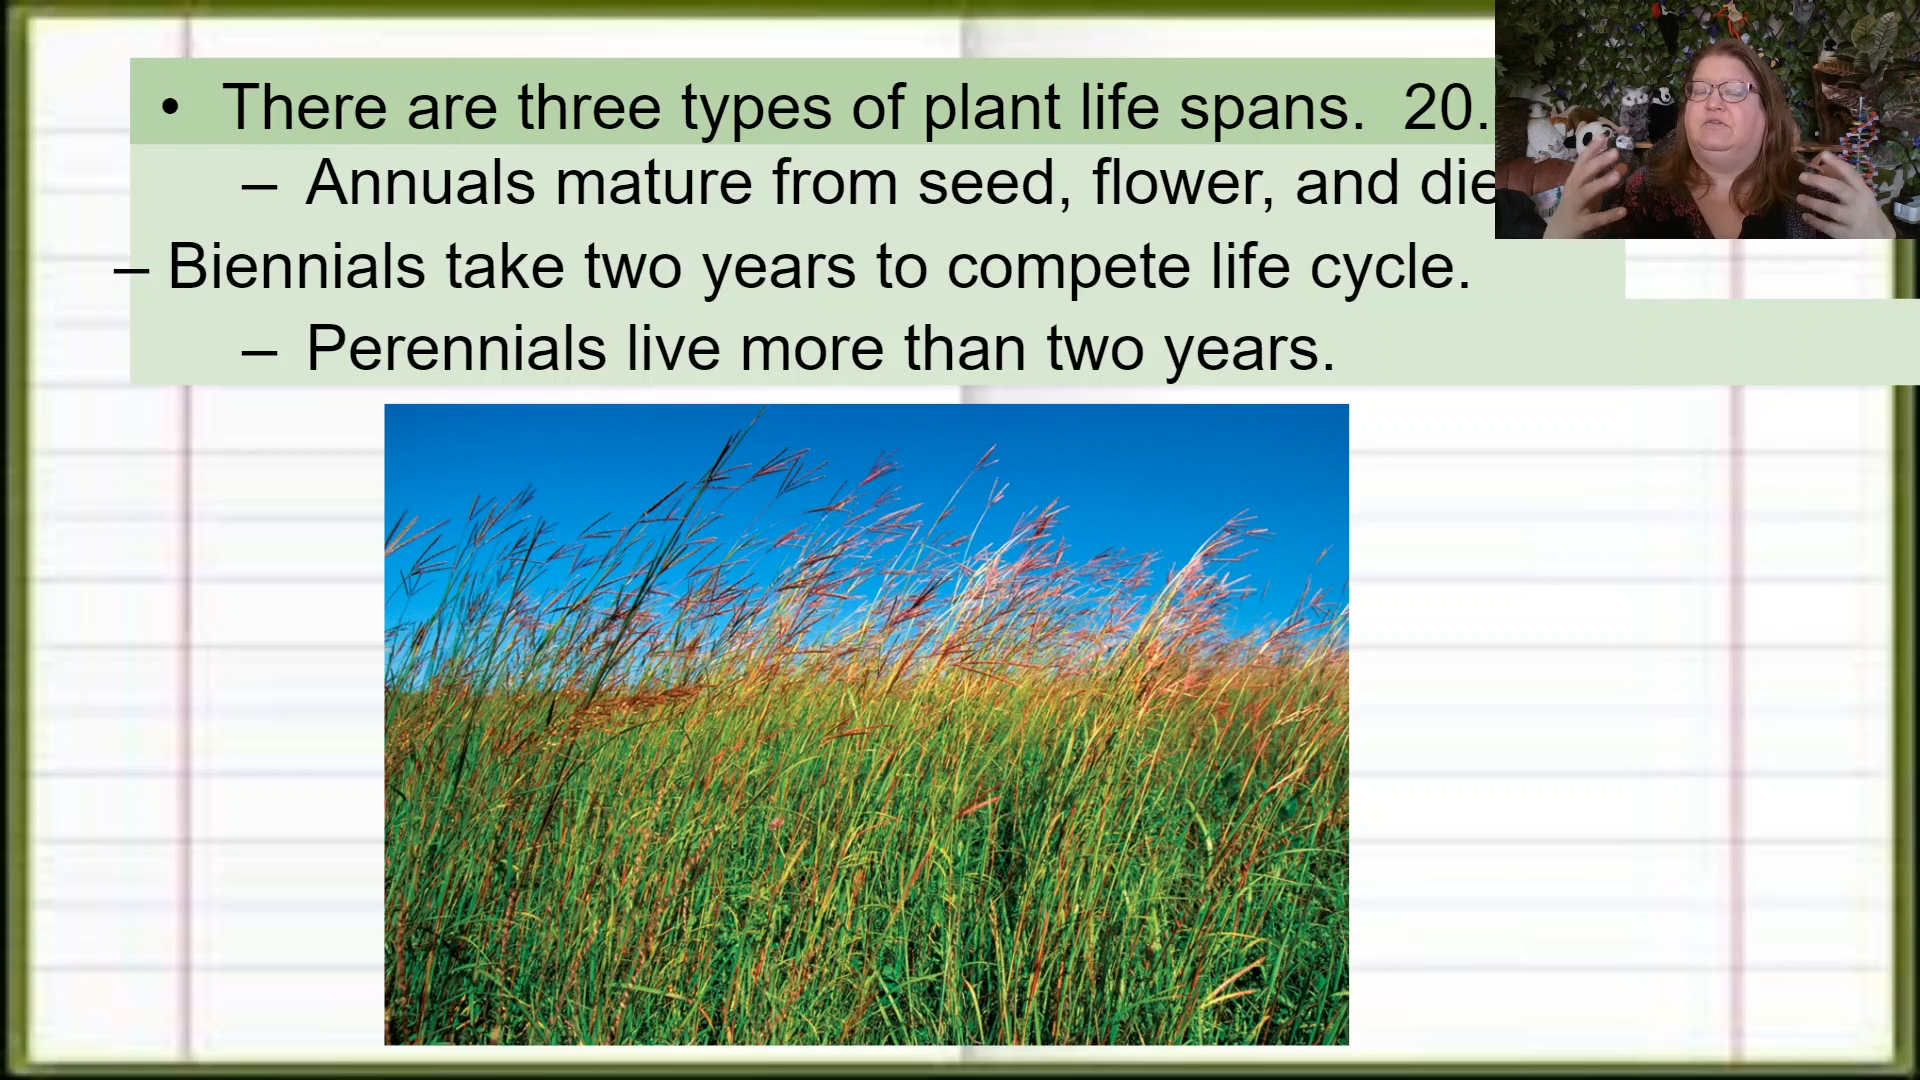 • There are three types of plant life spans. 20.
– Annuals mature from seed, flower, and die
– Biennials take two years to compete life cycle.
– Perennials live more than two years.